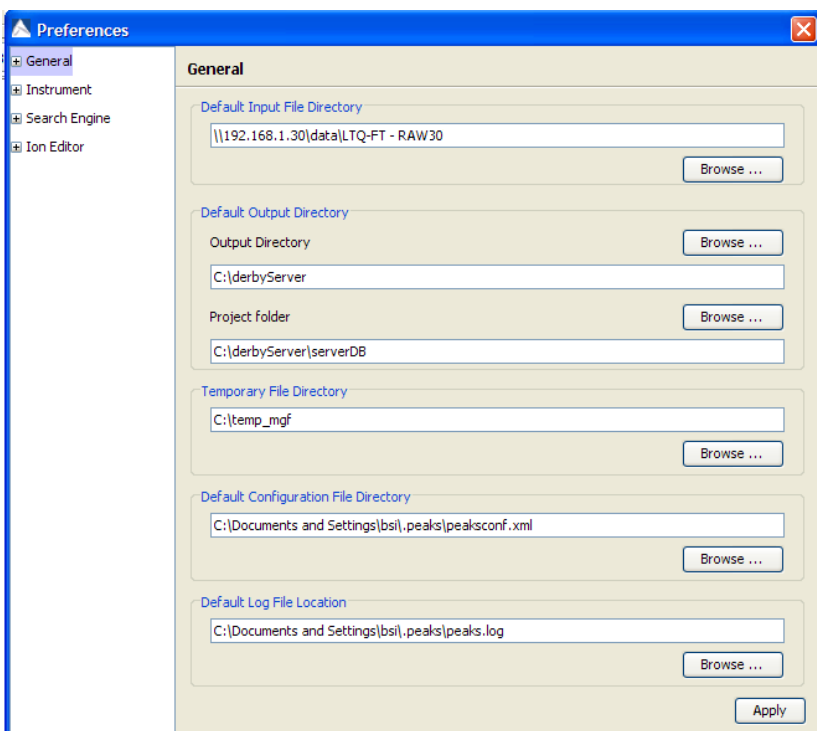 Preferences
General
Instrument
Search Engine
Ion Editor
General
Default Input File Directory
\\192.168.1.30\data\LTQ-FT - RAW30
Browse ...
Default Output Directory
Output Directory
Browse ...
C:\derbyServer
Project folder
Browse ...
C:\derbyServer\serverDB
Temporary File Directory
C:\temp_mgf
Browse ...
Default Configuration File Directory
C:\Documents and Settings\bsi\.peaks\peaksconf.xml
Browse ...
Default Log File Location
C:\Documents and Settings\bsi\.peaks\peaks.log
Browse ...
Apply